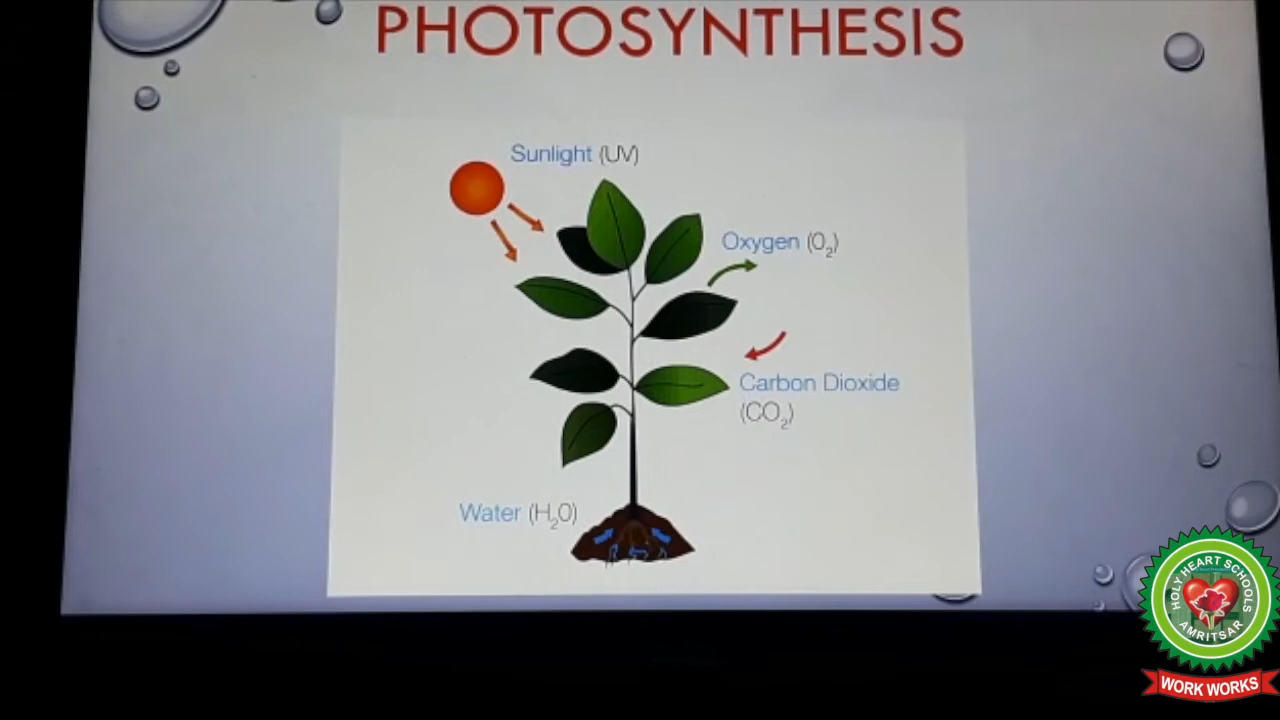 PHOTOSYNTHESIS
Sunlight (UV)
Oxygen (O₂)
Carbon Dioxide
(CO₂)
Water (H₂O)
HOLY HEART SCHOOLS
AMRITSAR
WORK WORKS